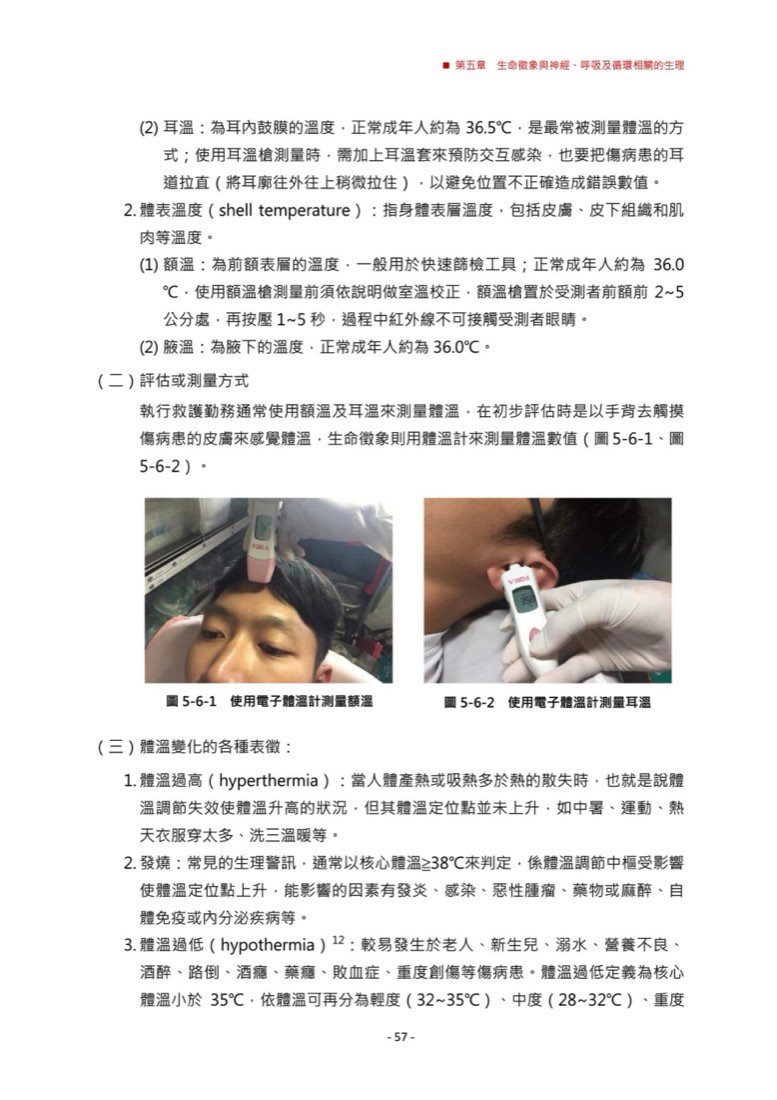 ■ 第五章　生命徵象與神經、呼吸及循環相關的生理
(2) 耳溫：為耳內鼓膜的溫度，正常成年人約為 36.5℃，是最常被測量體溫的方
式；使用耳溫槍測量時，需加上耳溫套來預防交互感染，也要把傷病患的耳
道拉直（將耳廓往外往上稍微拉住），以避免位置不正確造成錯誤數值。
2. 體表溫度（shell temperature）：指身體表層溫度，包括皮膚、皮下組織和肌
肉等溫度。
(1) 額溫：為前額表層的溫度，一般用於快速篩檢工具；正常成年人約為 36.0
℃，使用額溫槍測量前須依說明做室溫校正，額溫槍置於受測者前額前 2~5
公分處，再按壓 1~5 秒，過程中紅外線不可接觸受測者眼睛。
(2) 腋溫：為腋下的溫度，正常成年人約為 36.0℃。
（二）評估或測量方式
執行救護勤務通常使用額溫及耳溫來測量體溫，在初步評估時是以手背去觸摸
傷病患的皮膚來感覺體溫，生命徵象則用體溫計來測量體溫數值（圖 5-6-1、圖
5-6-2）。
圖 5-6-1　使用電子體溫計測量額溫
圖 5-6-2　使用電子體溫計測量耳溫
（三）體溫變化的各種表徵：
1. 體溫過高（hyperthermia）：當人體產熱或吸熱多於熱的散失時，也就是說體
溫調節失效使體溫升高的狀況，但其體溫定位點並未上升，如中暑、運動、熱
天衣服穿太多、洗三溫暖等。
2. 發燒：常見的生理警訊，通常以核心體溫≧38℃來判定，係體溫調節中樞受影響
使體溫定位點上升，能影響的因素有發炎、感染、惡性腫瘤、藥物或麻醉、自
體免疫或內分泌疾病等。
3. 體溫過低（hypothermia）12：較易發生於老人、新生兒、溺水、營養不良、
酒醉、路倒、酒癮、藥癮、敗血症、重度創傷等傷病患。體溫過低定義為核心
體溫小於 35℃，依體溫可再分為輕度（32~35℃）、中度（28~32℃）、重度
- 57 -